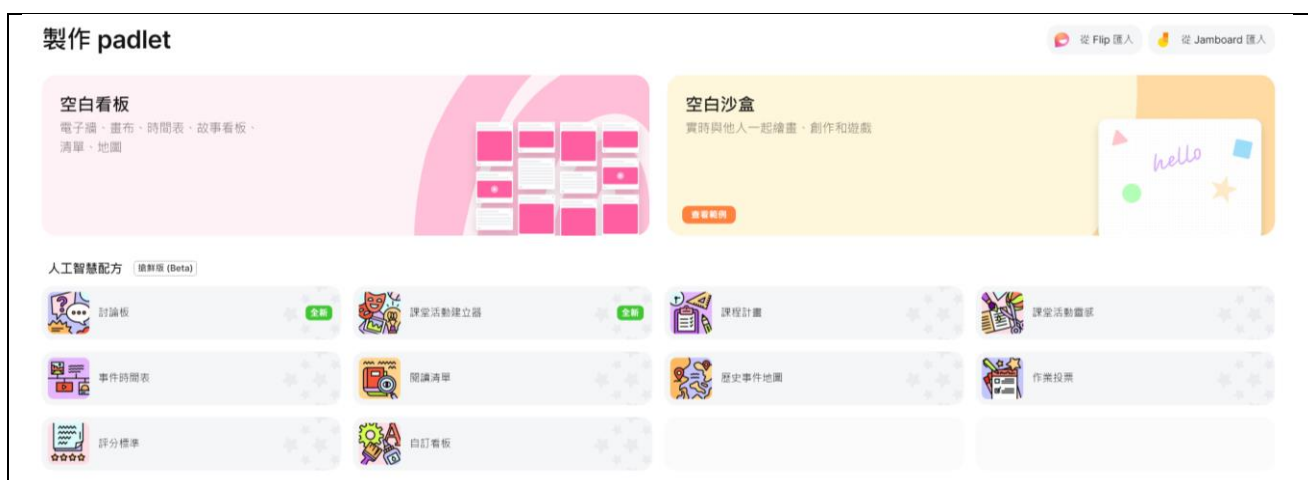 製作 padlet
從 Flip 匯入
從 Jamboard 匯入
空白看板
電子牆、畫布、時間表、故事看板、
清單、地圖
空白沙盒
實時與他人一起繪畫、創作和遊戲
hello
查看範例
人工智慧配方 搶鮮版 (Beta)
討論板 全新
課堂活動建立器 全新
課程計畫
課堂活動靈感
事件時間表
閱讀清單
歷史事件地圖
作業投票
評分標準
自訂看板